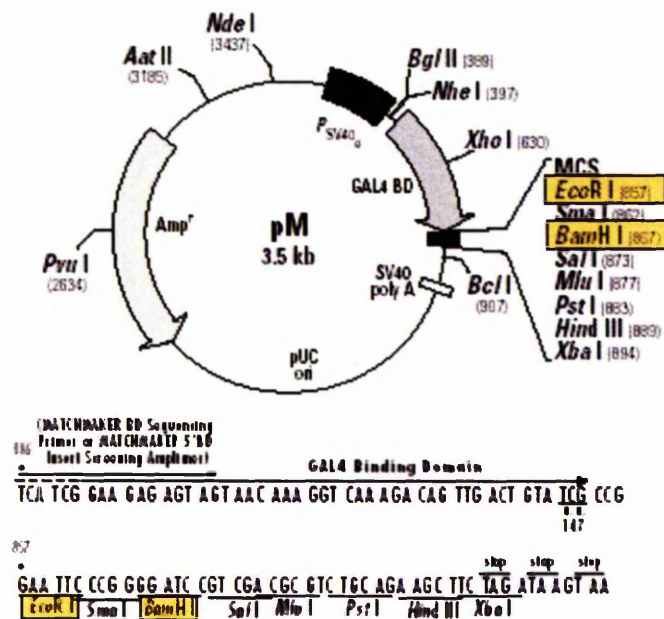 Nde I
(3437)
Aat II
(3185)
Bgl II (389)
Nhe I (397)
PSV40e
Xho I (630)
GAL4 BD
MCS
EcoR I (857)
Sma I (862)
BamH I (867)
Sal I (873)
Mlu I (877)
Pst I (883)
Hind III (889)
Xba I (894)
Ampr
pM
3.5 kb
Pvu I
(2634)
SV40
poly A
Bcl I
(907)
pUC
ori
(MATCHMAKER BD Sequencing
Primer or MATCHMAKER 5'BD
Insert Screening Amplimer)
GAL4 Binding Domain
TCA TCG GAA GAG AGT AGT AAC AAA GGT CAA AGA CAG TTG ACT GTA TCG CCG
147
857
stop stop stop
GAA TTC CCG GGG ATC CGT CGA CGC GTC TGC AGA AGC TTC TAG ATA AGT AA
EcoR I Sma I BamH I Sal I Mlu I Pst I Hind III Xba I